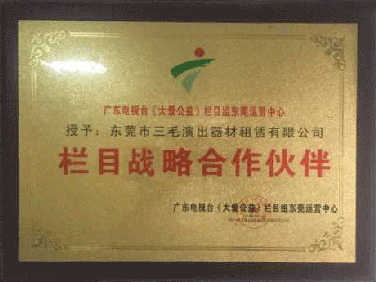 广东电视台《大爱公益》栏目组东莞运营中心
授予：东莞市三毛演出器材租赁有限公司
栏目战略合作伙伴
广东电视台《大爱公益》栏目组东莞运营中心